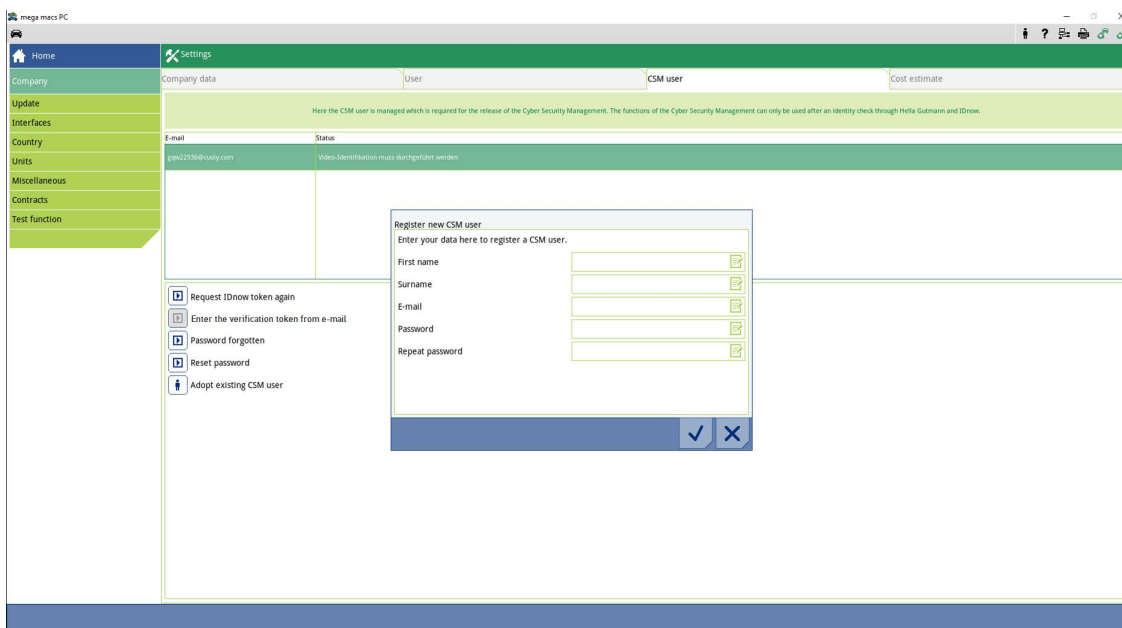 mega macs PC
Home
Settings
Company
Company data
User
CSM user
Cost estimate
Update
Interfaces
Country
Units
Miscellaneous
Contracts
Test function
Here the CSM user is managed which is required for the release of the Cyber Security Management. The functions of the Cyber Security Management can only be used after an identity check through Hella Gutmann and IDnow.
E-mail
Status
gqw22936@cuoly.com
Video-Identifikation muss durchgeführt werden
Register new CSM user
Enter your data here to register a CSM user.
First name
Surname
E-mail
Password
Repeat password
Request IDnow token again
Enter the verification token from e-mail
Password forgotten
Reset password
Adopt existing CSM user